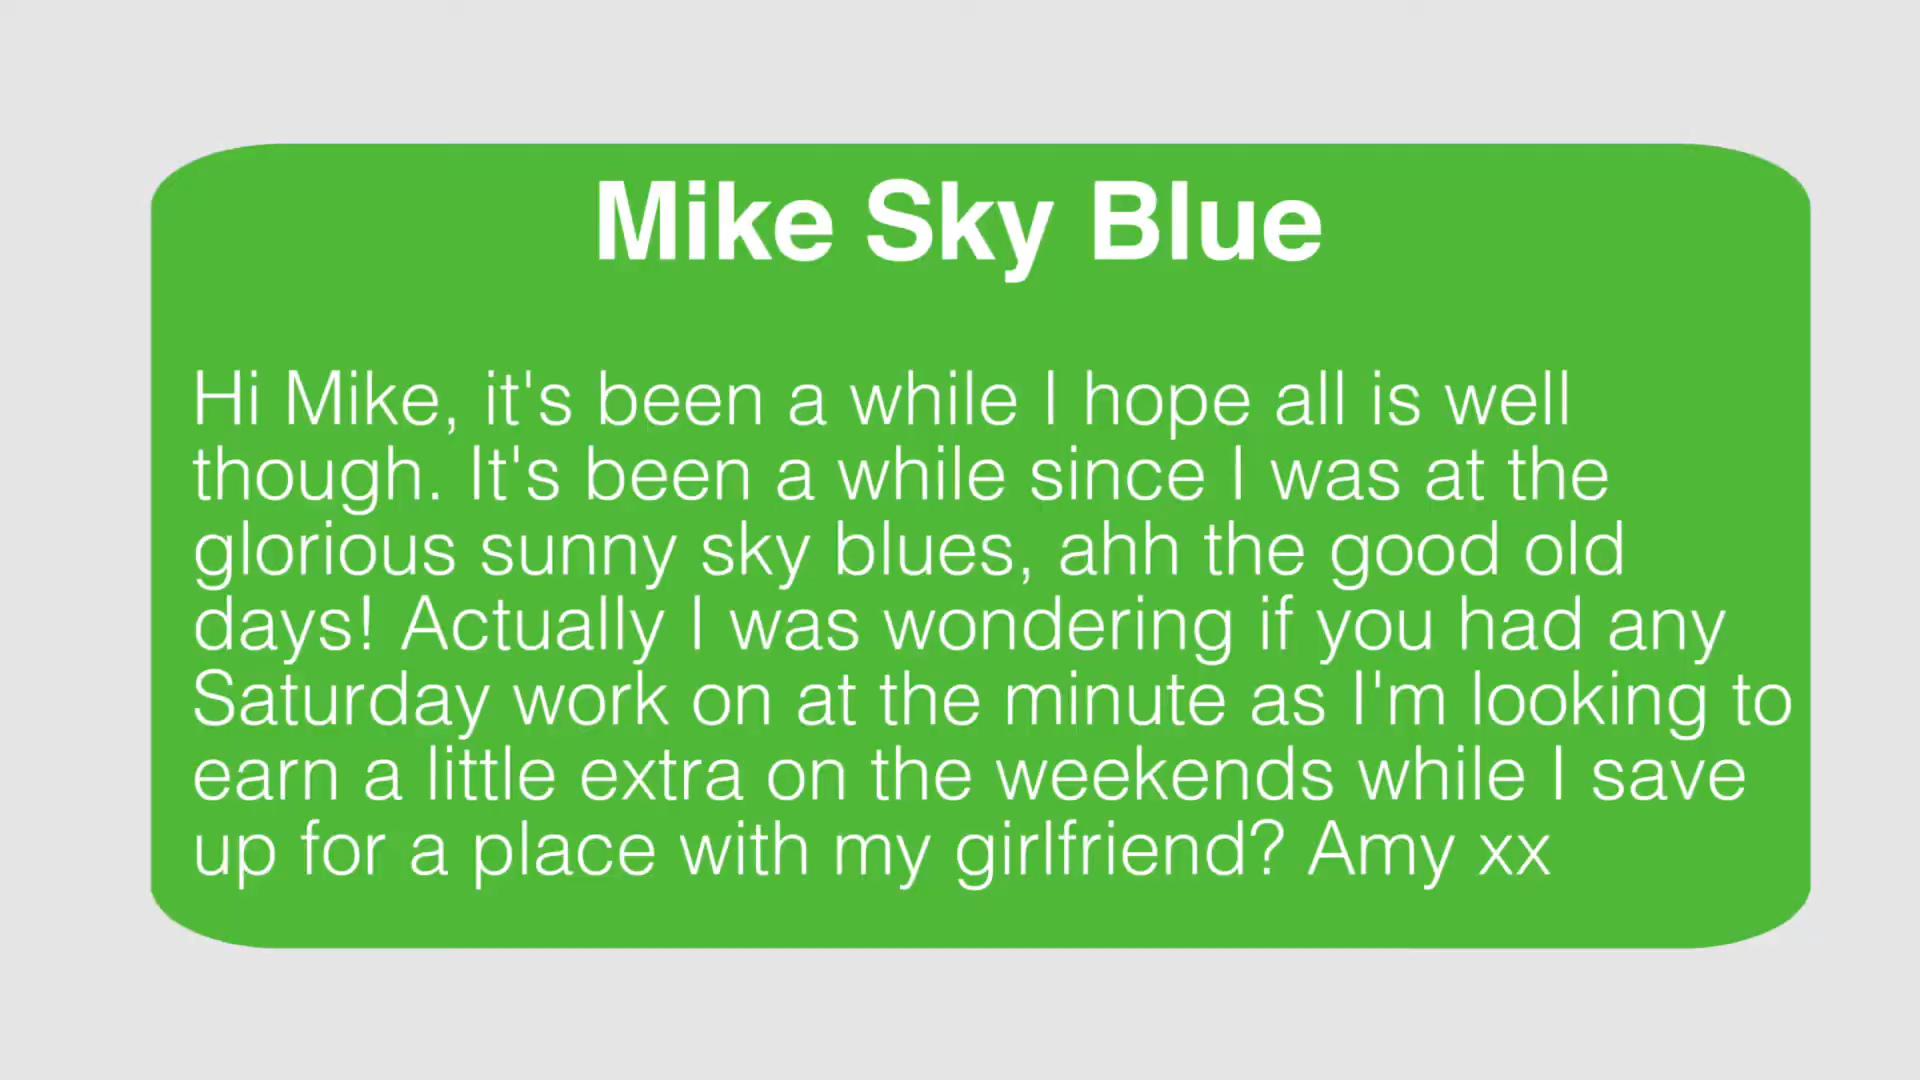 Mike Sky Blue
Hi Mike, it's been a while I hope all is well
though. It's been a while since I was at the
glorious sunny sky blues, ahh the good old
days! Actually I was wondering if you had any
Saturday work on at the minute as I'm looking to
earn a little extra on the weekends while I save
up for a place with my girlfriend? Amy xx